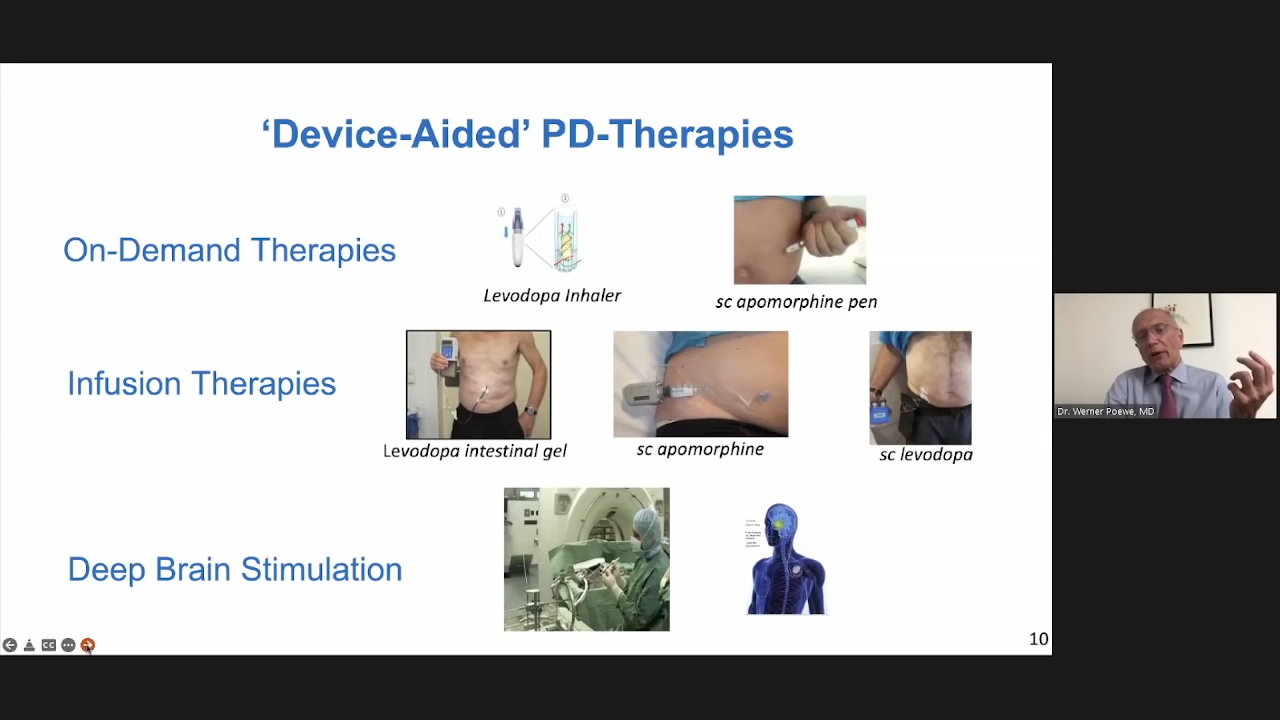 ‘Device-Aided’ PD-Therapies
On-Demand Therapies
Levodopa Inhaler
sc apomorphine pen
Infusion Therapies
Levodopa intestinal gel
sc apomorphine
sc levodopa
Deep Brain Stimulation
10
CC
Dr. Werner Poewe, MD